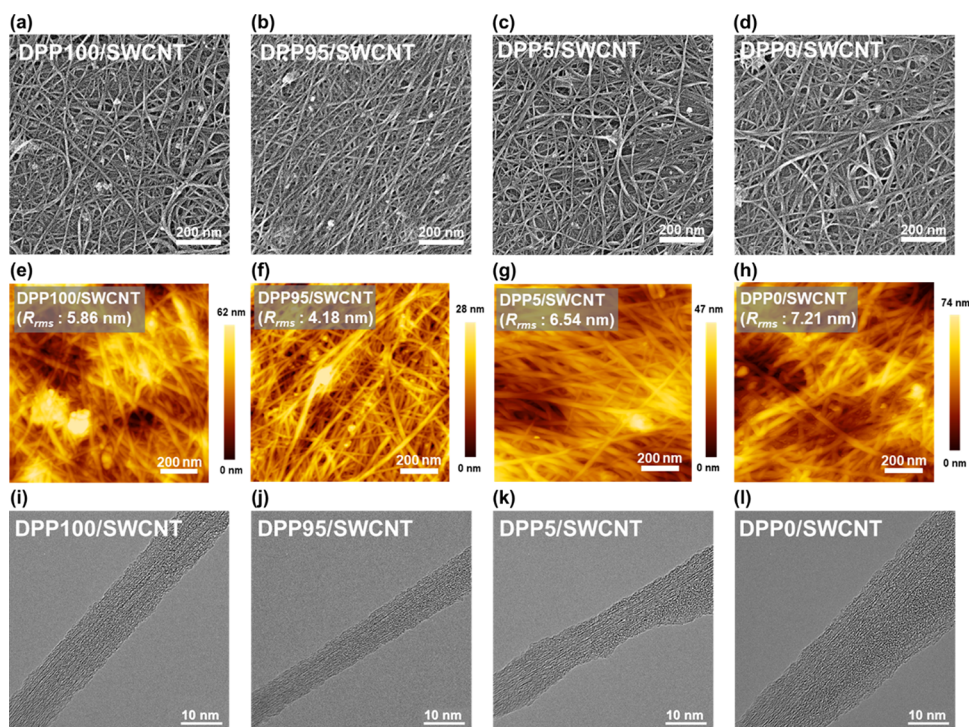 (a)
(b)
(c)
(d)
DPP100/SWCNT
DPP95/SWCNT
DPP5/SWCNT
DPP0/SWCNT
200 nm
200 nm
200 nm
200 nm
(e)
(f)
(g)
(h)
DPP100/SWCNT
(Rrms : 5.86 nm)
62 nm
0 nm
200 nm
DPP95/SWCNT
(Rrms : 4.18 nm)
28 nm
0 nm
200 nm
DPP5/SWCNT
(Rrms : 6.54 nm)
47 nm
0 nm
200 nm
DPP0/SWCNT
(Rrms : 7.21 nm)
74 nm
0 nm
200 nm
(i)
(j)
(k)
(l)
DPP100/SWCNT
DPP95/SWCNT
DPP5/SWCNT
DPP0/SWCNT
10 nm
10 nm
10 nm
10 nm